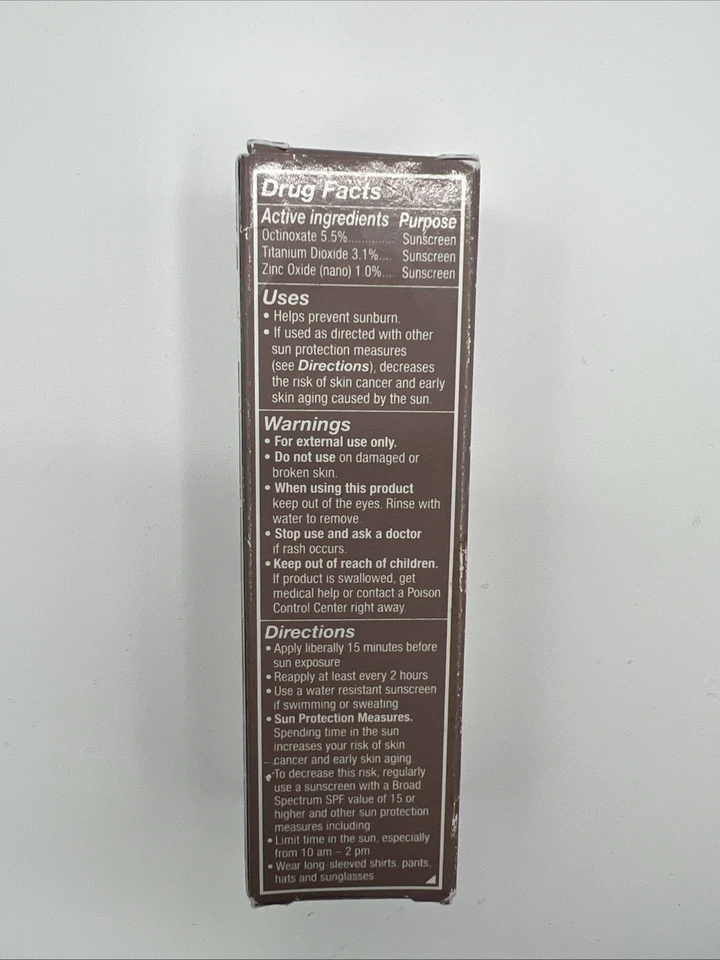 Drug Facts
Active ingredients Purpose
Octinoxate 5.5%............. Sunscreen
Titanium Dioxide 3.1%.... Sunscreen
Zinc Oxide (nano) 1 0%... Sunscreen
Uses
• Helps prevent sunburn.
• If used as directed with other
sun protection measures
(see Directions), decreases
the risk of skin cancer and early
skin aging caused by the sun.
Warnings
• For external use only.
• Do not use on damaged or
broken skin.
• When using this product
keep out of the eyes. Rinse with
water to remove.
• Stop use and ask a doctor
if rash occurs.
• Keep out of reach of children.
If product is swallowed, get
medical help or contact a Poison
Control Center right away.
Directions
• Apply liberally 15 minutes before
sun exposure
• Reapply at least every 2 hours
• Use a water resistant sunscreen
if swimming or sweating
• Sun Protection Measures.
Spending time in the sun
increases your risk of skin
cancer and early skin aging.
• To decrease this risk, regularly
use a sunscreen with a Broad
Spectrum SPF value of 15 or
higher and other sun protection
measures including:
• Limit time in the sun, especially
from 10 am – 2 pm
• Wear long-sleeved shirts, pants,
hats and sunglasses